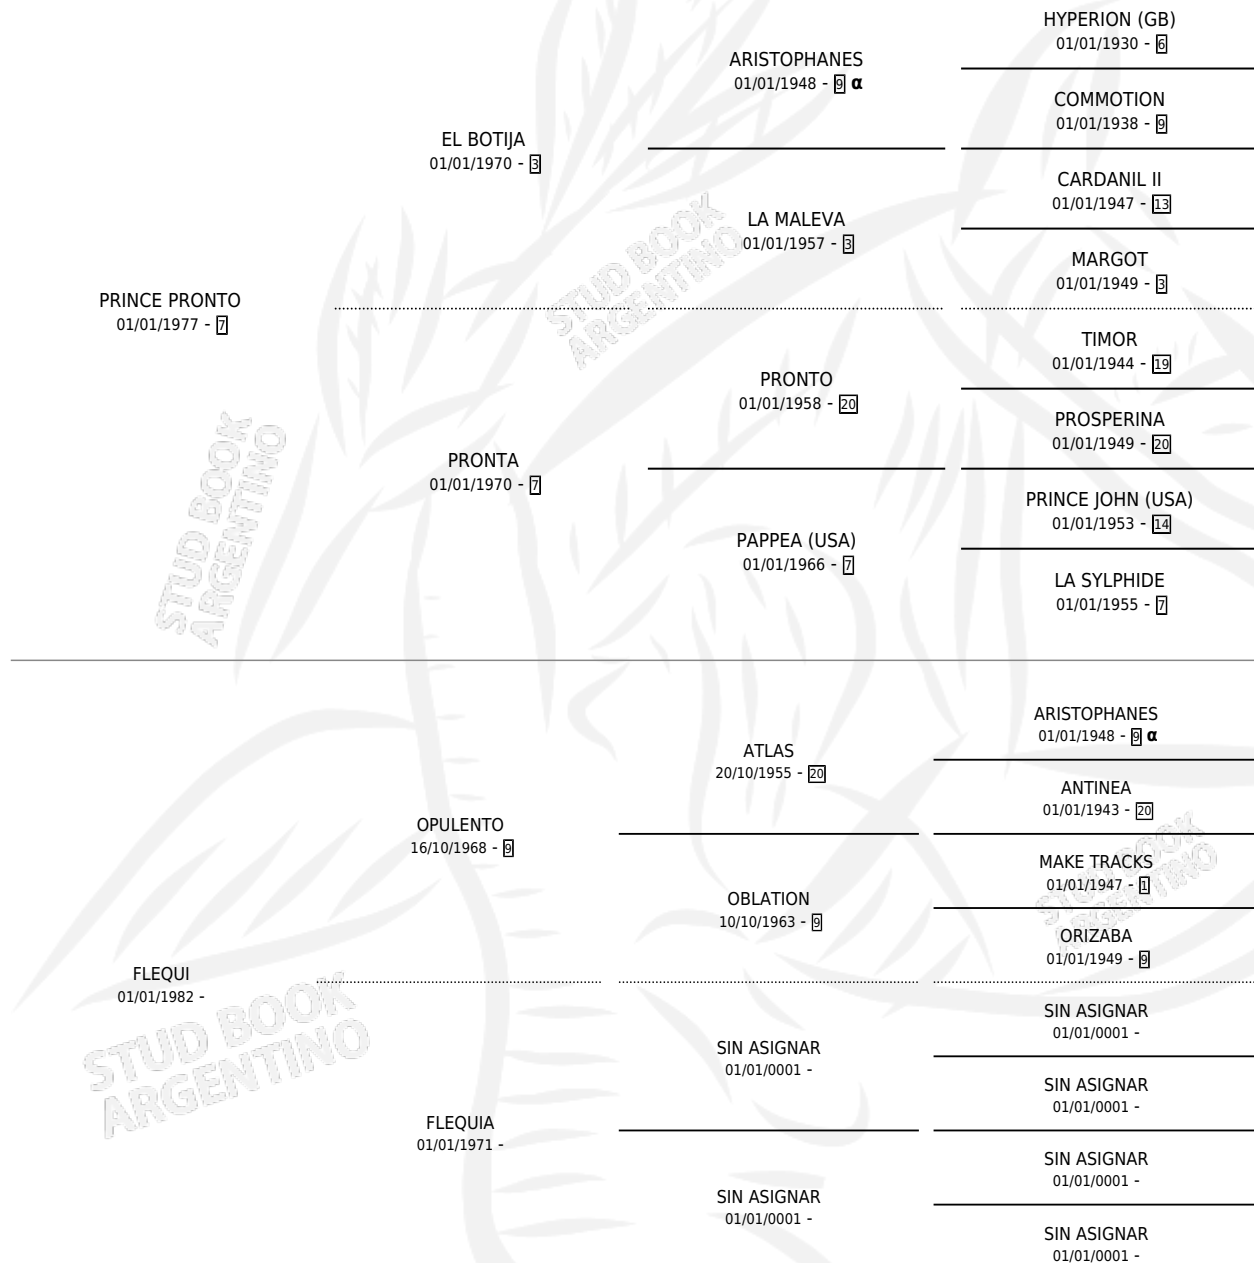 HYPERION (GB)
01/01/1930 - 6
ARISTOPHANES
01/01/1948 - 9 α
COMMOTION
01/01/1938 - 9
EL BOTIJA
01/01/1970 - 3
CARDANIL II
01/01/1947 - 13
LA MALEVA
01/01/1957 - 3
MARGOT
01/01/1949 - 3
PRINCE PRONTO
01/01/1977 - 7
TIMOR
01/01/1944 - 19
PRONTO
01/01/1958 - 20
PROSPERINA
01/01/1949 - 20
PRONTA
01/01/1970 - 7
PRINCE JOHN (USA)
01/01/1953 - 14
PAPPEA (USA)
01/01/1966 - 7
LA SYLPHIDE
01/01/1955 - 7
STUD BOOK
ARGENTINO
STUD BOOK
ARGENTINO
ARISTOPHANES
01/01/1948 - 9 α
ATLAS
20/10/1955 - 20
ANTINEA
01/01/1943 - 20
OPULENTO
16/10/1968 - 9
MAKE TRACKS
01/01/1947 - 1
OBLATION
10/10/1963 - 9
ORIZABA
01/01/1949 - 9
FLEQUI
01/01/1982 -
SIN ASIGNAR
01/01/0001 -
SIN ASIGNAR
01/01/0001 -
SIN ASIGNAR
01/01/0001 -
FLEQUIA
01/01/1971 -
SIN ASIGNAR
01/01/0001 -
SIN ASIGNAR
01/01/0001 -
SIN ASIGNAR
01/01/0001 -
STUD BOOK
ARGENTINO
STUD BOOK
ARGENTINO